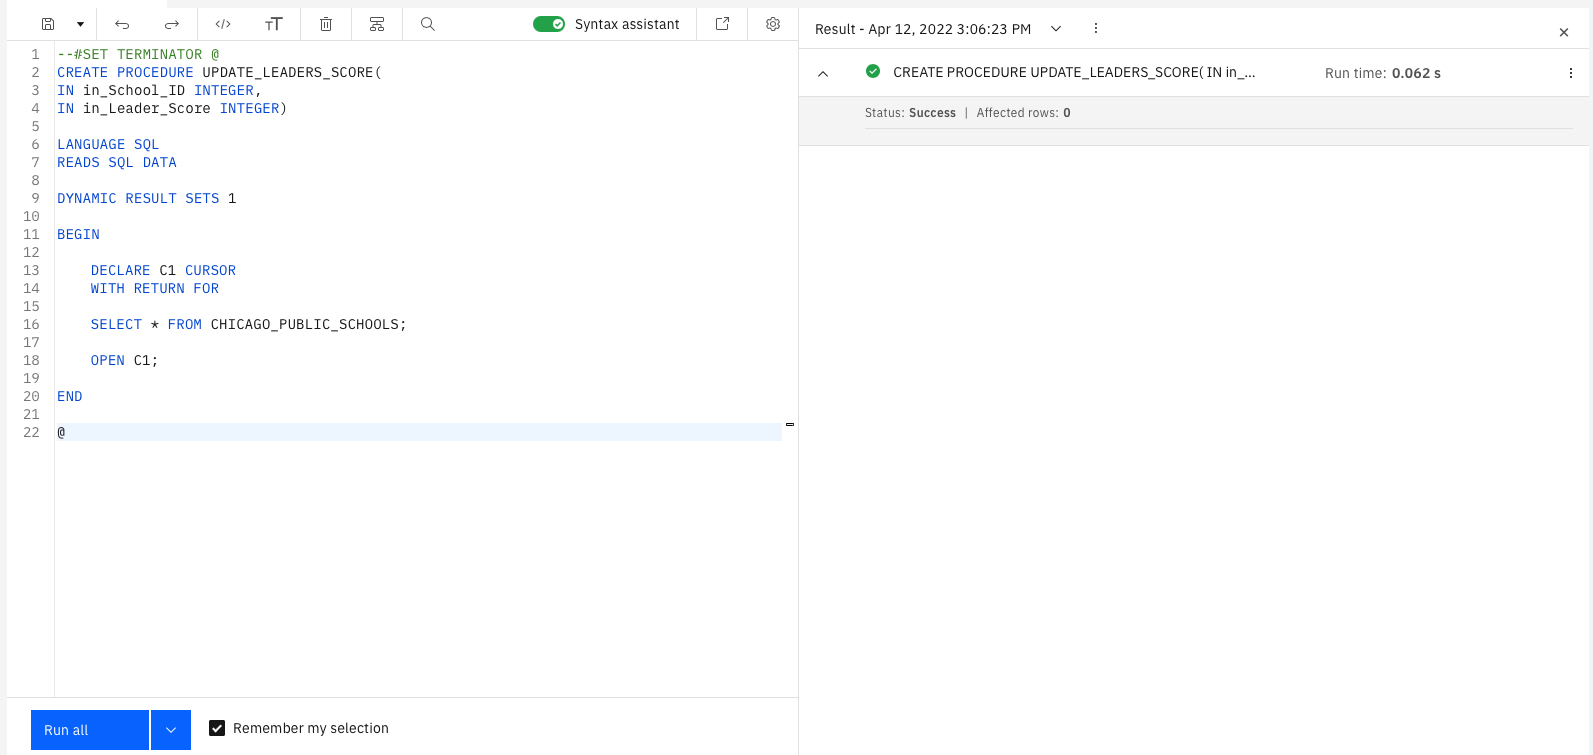 Syntax assistant
1 --#SET TERMINATOR @
2 CREATE PROCEDURE UPDATE_LEADERS_SCORE(
3 IN in_School_ID INTEGER,
4 IN in_Leader_Score INTEGER)
5
6 LANGUAGE SQL
7 READS SQL DATA
8
9 DYNAMIC RESULT SETS 1
10
11 BEGIN
12
13 DECLARE C1 CURSOR
14 WITH RETURN FOR
15
16 SELECT * FROM CHICAGO_PUBLIC_SCHOOLS;
17
18 OPEN C1;
19
20 END
21
22 @
Run all
Remember my selection
Result - Apr 12, 2022 3:06:23 PM
CREATE PROCEDURE UPDATE_LEADERS_SCORE( IN in_... Run time: 0.062 s
Status: Success | Affected rows: 0